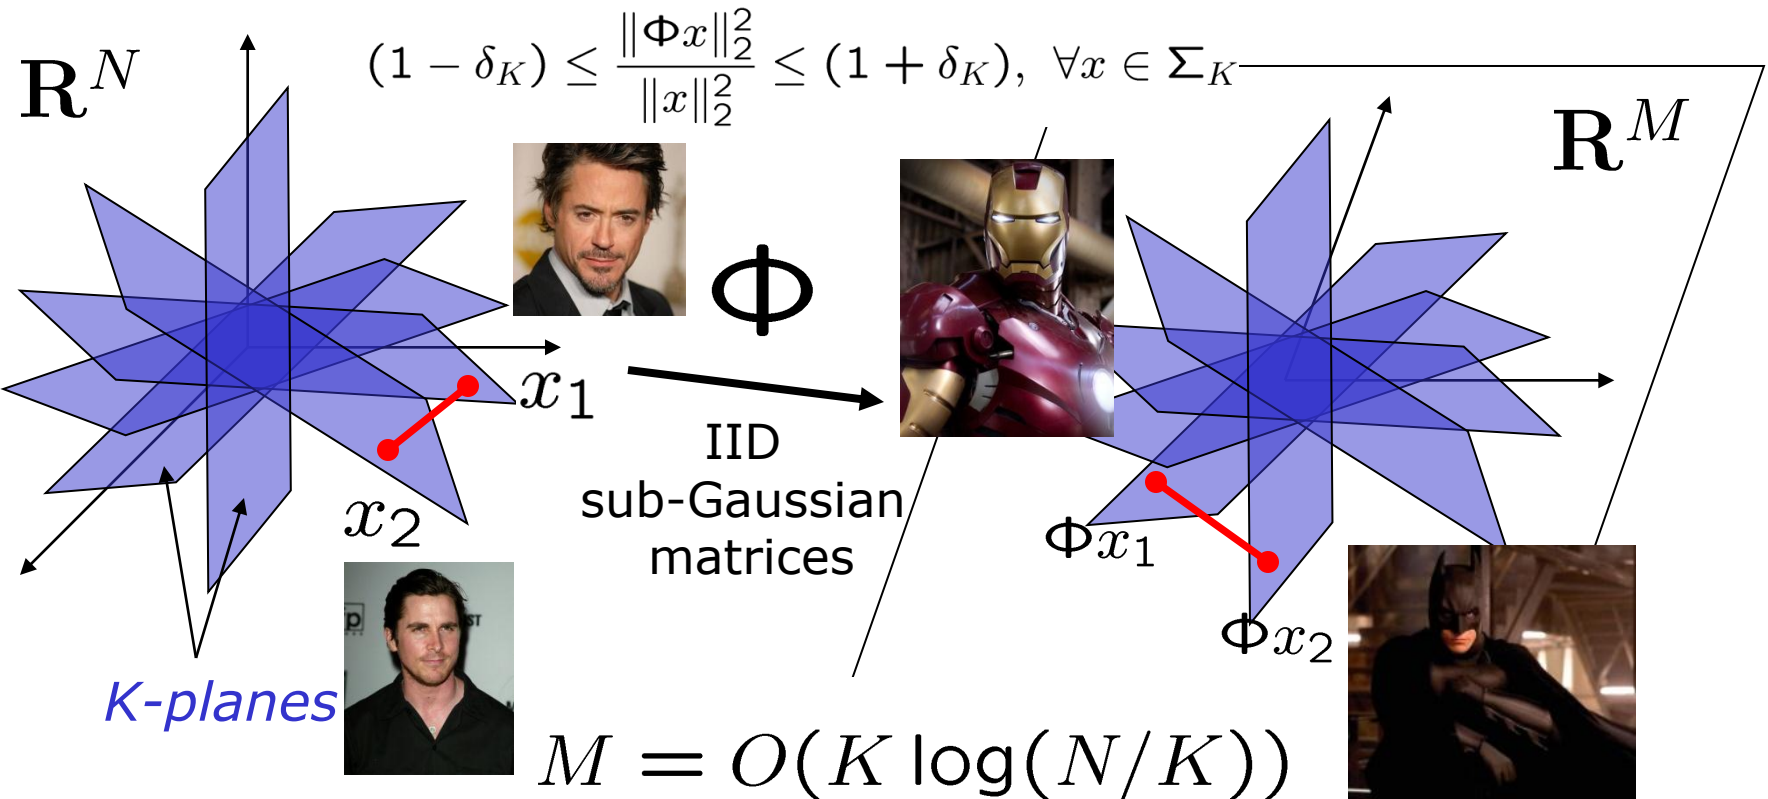 (1 − δ_K) ≤ ‖Φx‖₂² / ‖x‖₂² ≤ (1 + δ_K), ∀x ∈ Σ_K
R^N
R^M
Φ
x₁
IID
sub-Gaussian
matrices
x₂
Φx₁
Φx₂
K-planes
M = O(K log(N/K))